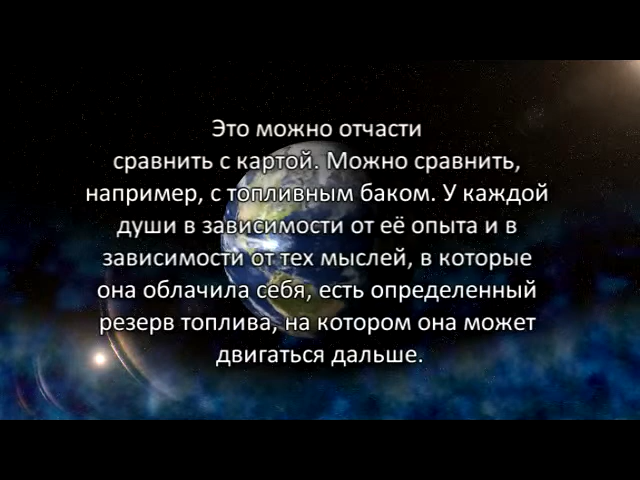 Это можно отчасти
сравнить с картой. Можно сравнить,
например, с топливным баком. У каждой
души в зависимости от её опыта и в
зависимости от тех мыслей, в которые
она облачила себя, есть определенный
резерв топлива, на котором она может
двигаться дальше.